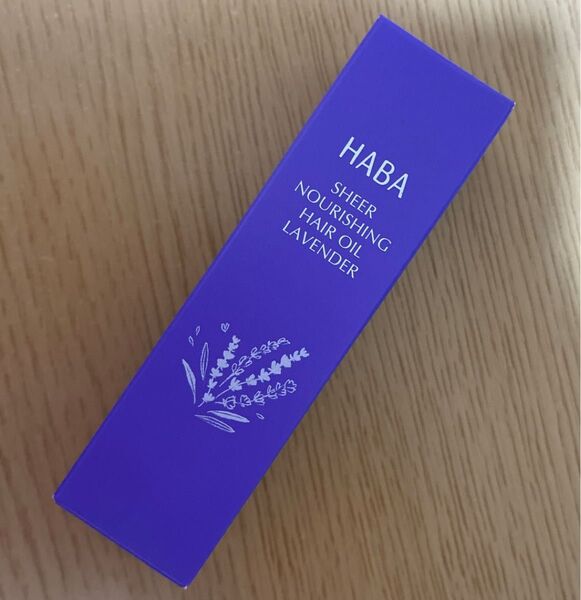 HABA
SHEER
NOURISHING
HAIR OIL
LAVENDER